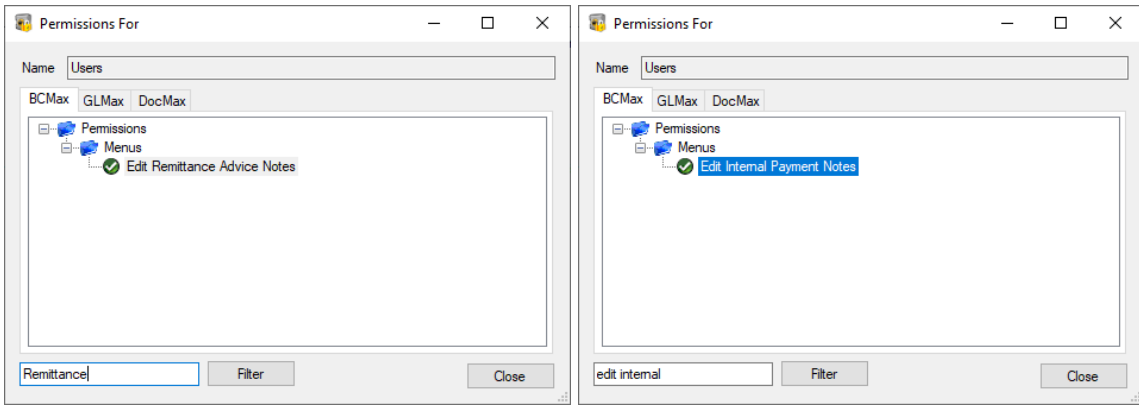 Permissions For
Name Users
BCMax GLMax DocMax
Permissions
Menus
Edit Remittance Advice Notes
Remittance Filter Close
Permissions For
Name Users
BCMax GLMax DocMax
Permissions
Menus
Edit Internal Payment Notes
edit internal Filter Close